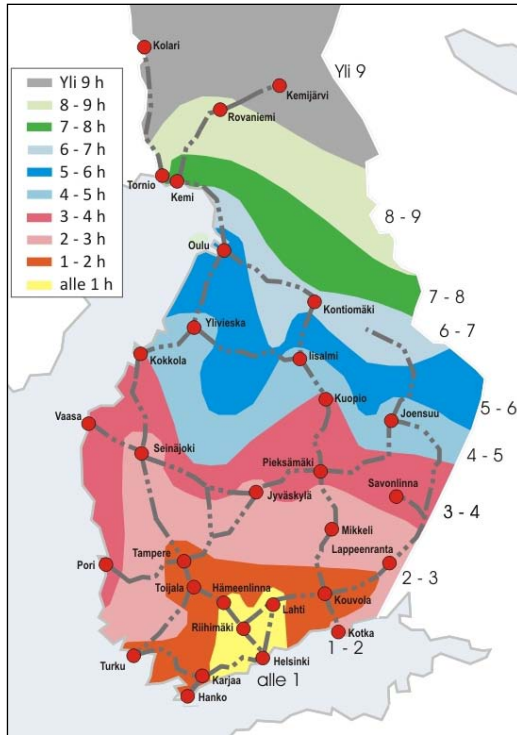 Yli 9 h
8 - 9 h
7 - 8 h
6 - 7 h
5 - 6 h
4 - 5 h
3 - 4 h
2 - 3 h
1 - 2 h
alle 1 h
Kolari
Yli 9
Kemijärvi
Rovaniemi
Tornio
Kemi
8 - 9
Oulu
7 - 8
Kontiomäki
6 - 7
Ylivieska
Kokkola
Iisalmi
Kuopio
5 - 6
Vaasa
Joensuu
4 - 5
Seinäjoki
Pieksämäki
Savonlinna
Jyväskylä
3 - 4
Mikkeli
Lappeenranta
Tampere
Pori
2 - 3
Toijala
Hämeenlinna
Lahti
Kouvola
Riihimäki
Kotka
1 - 2
Turku
Helsinki
Karjaa
alle 1
Hanko